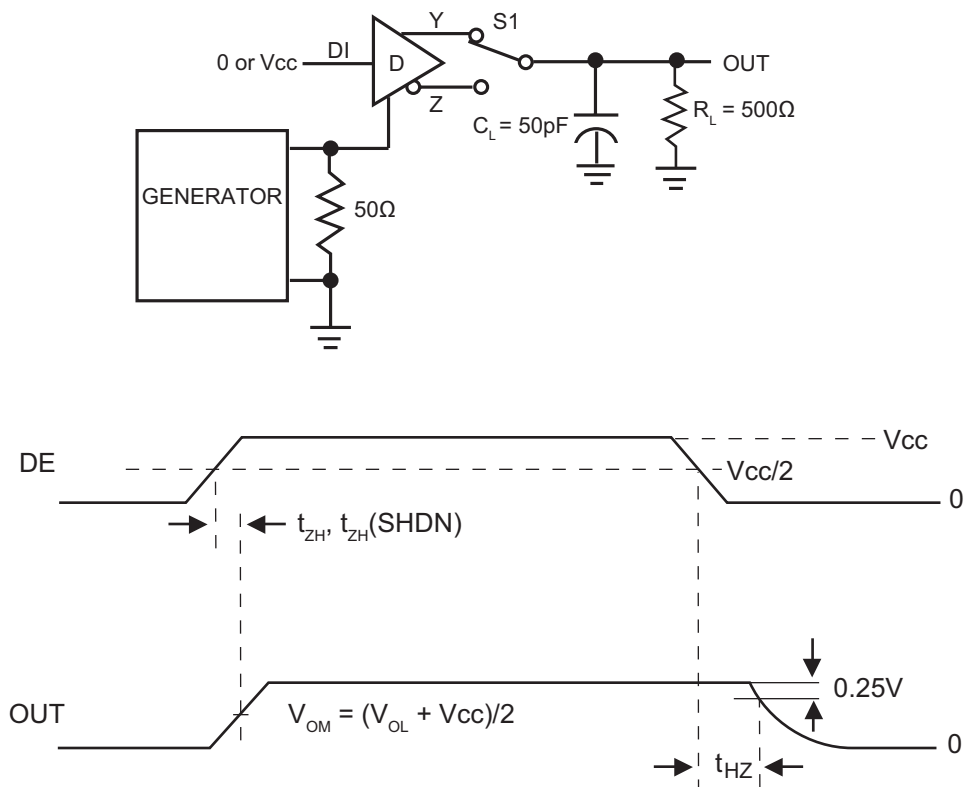 Y
S1
0 or Vcc
DI
D
OUT
Z
C_L = 50pF
R_L = 500Ω
GENERATOR
50Ω
Vcc
DE
Vcc/2
0
t_ZH, t_ZH(SHDN)
0.25V
OUT
V_OM = (V_OL + Vcc)/2
0
t_HZ